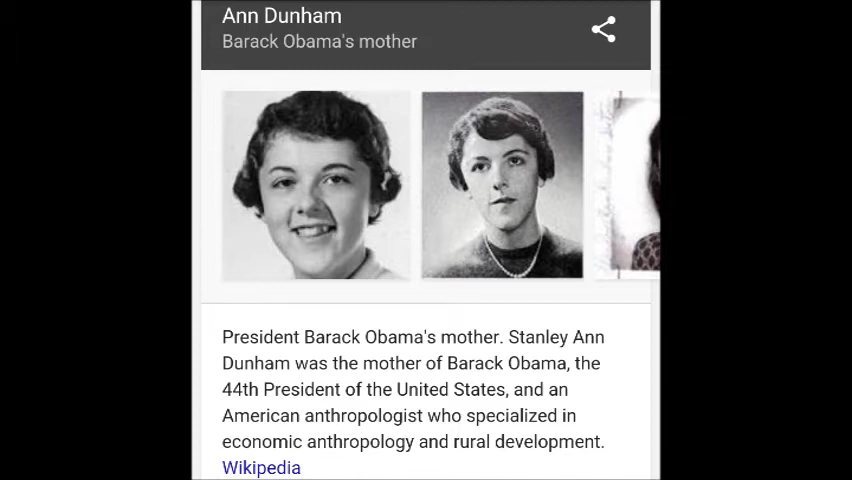 Ann Dunham
Barack Obama's mother
President Barack Obama's mother. Stanley Ann
Dunham was the mother of Barack Obama, the
44th President of the United States, and an
American anthropologist who specialized in
economic anthropology and rural development.
Wikipedia